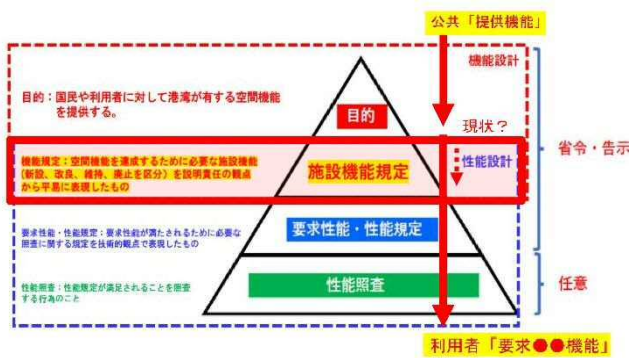 公共「提供機能」
機能設計
目的:国民や利用者に対して港湾が有する空間機能
を提供する。
目的
現状?
省令・告示
機能規定:空間機能を達成するために必要な施設機能
(新設、改良、維持、廃止を区分)を説明責任の観点
から平易に表現したもの
施設機能規定
性能設計
要求性能・性能規定:要求性能が満たされるために必要な
照査に関する規定を技術的観点で表現したもの
要求性能・性能規定
性能照査:性能規定が満足されることを照査
する行為のこと
性能照査
任意
利用者「要求●●機能」